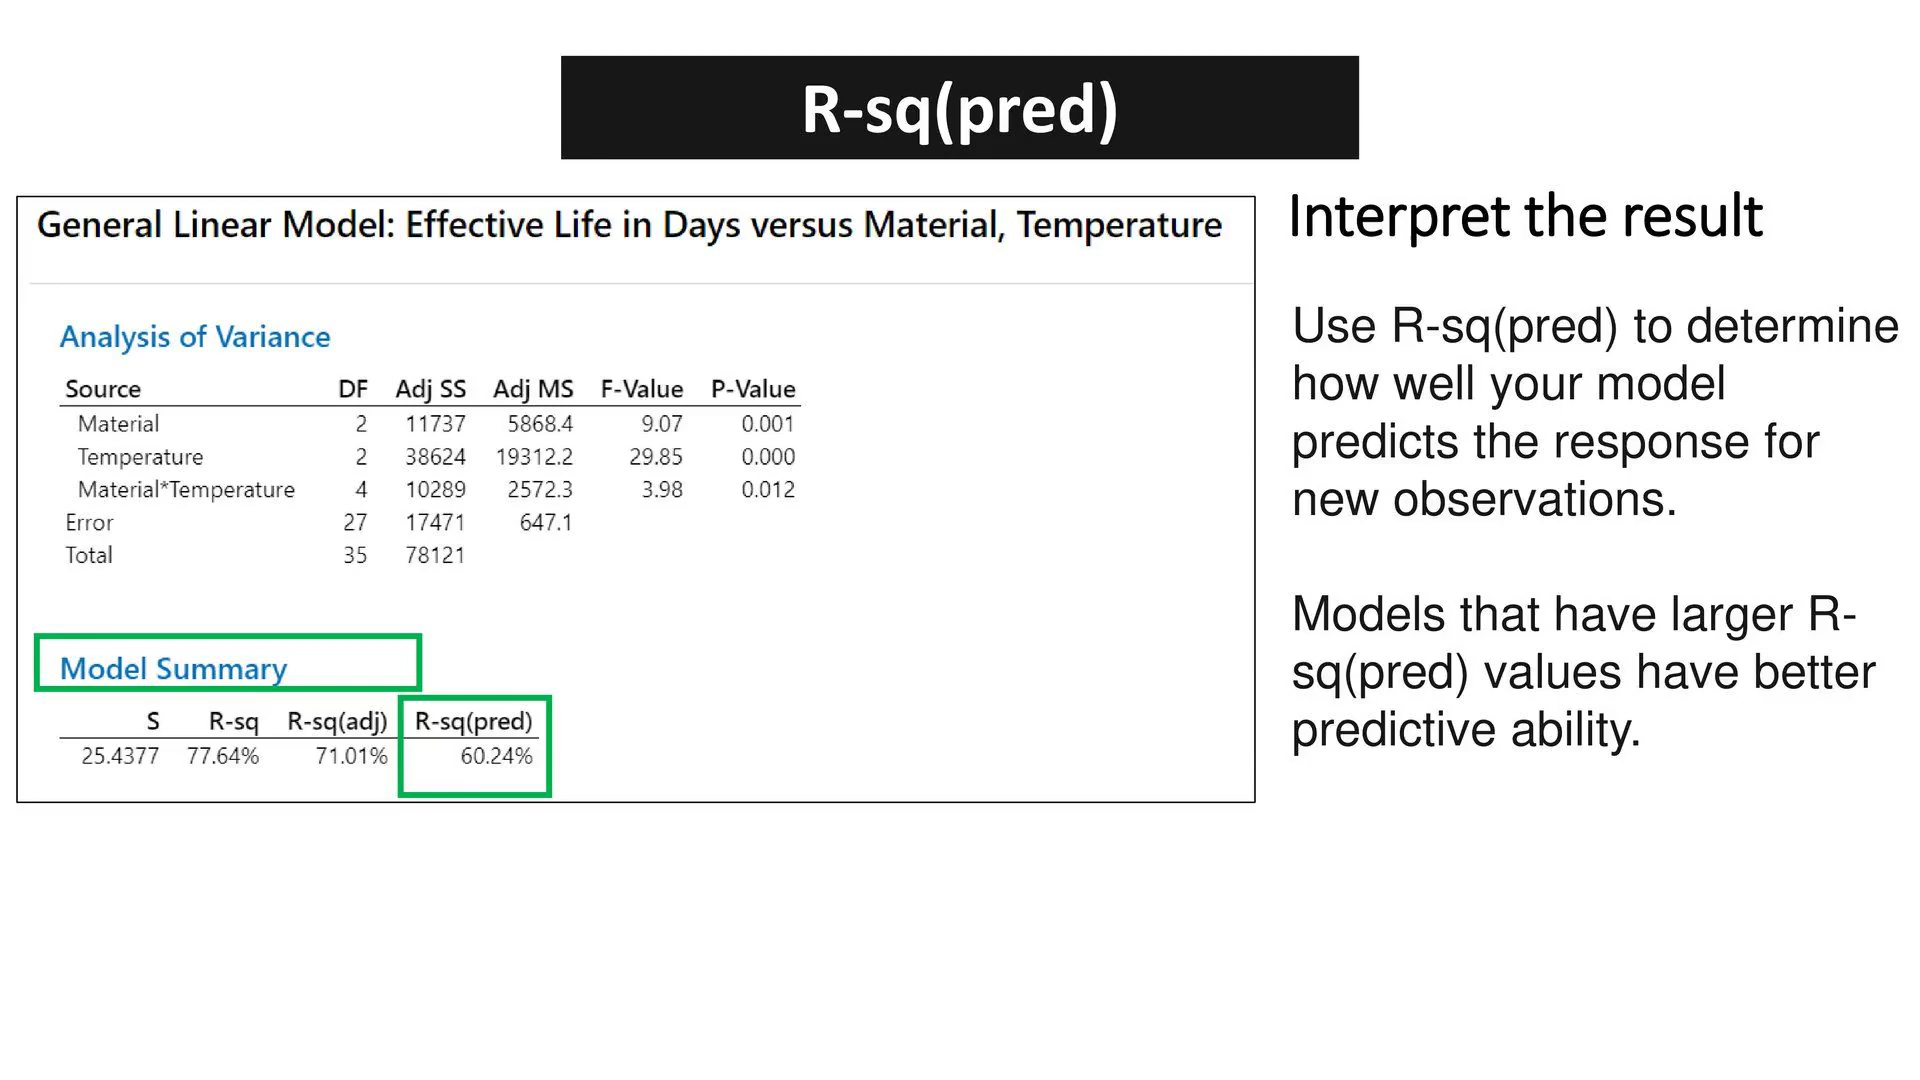 R-sq(pred)
General Linear Model: Effective Life in Days versus Material, Temperature
Analysis of Variance
Source DF Adj SS Adj MS F-Value P-Value
Material 2 11737 5868.4 9.07 0.001
Temperature 2 38624 19312.2 29.85 0.000
Material*Temperature 4 10289 2572.3 3.98 0.012
Error 27 17471 647.1
Total 35 78121
Model Summary
S R-sq R-sq(adj) R-sq(pred)
25.4377 77.64% 71.01% 60.24%
Interpret the result
Use R-sq(pred) to determine
how well your model
predicts the response for
new observations.
Models that have larger R-
sq(pred) values have better
predictive ability.